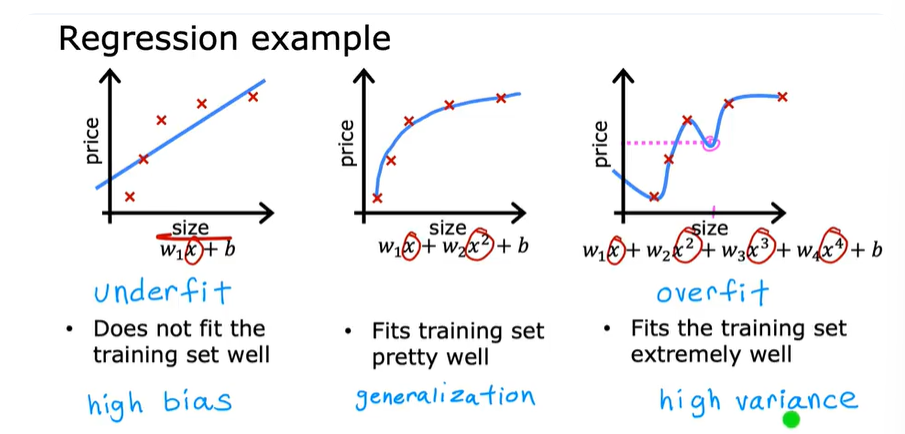 Regression example
price
size
w₁x + b
underfit
• Does not fit the
training set well
high bias
price
size
w₁x + w₂x² + b
• Fits training set
pretty well
generalization
price
size
w₁x + w₂x² + w₃x³ + w₄x⁴ + b
overfit
• Fits the training set
extremely well
high variance